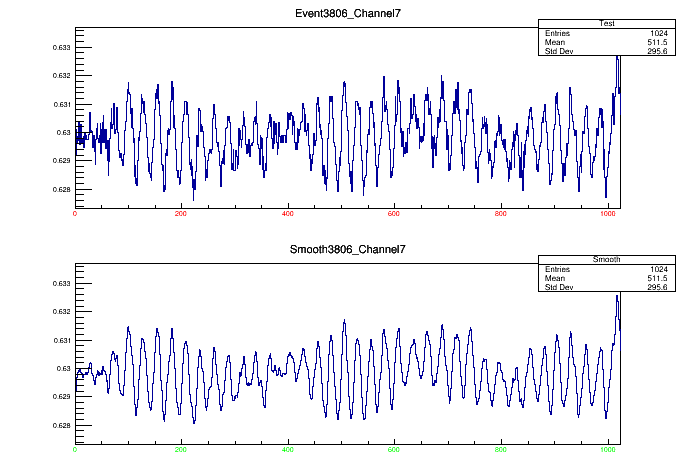 Event3806_Channel7
Test
Entries 1024
Mean 511.5
Std Dev 295.6
0.633
0.632
0.631
0.63
0.629
0.628
0 200 400 600 800 1000
Smooth3806_Channel7
Smooth
Entries 1024
Mean 511.5
Std Dev 295.6
0.633
0.632
0.631
0.63
0.629
0.628
0 200 400 600 800 1000